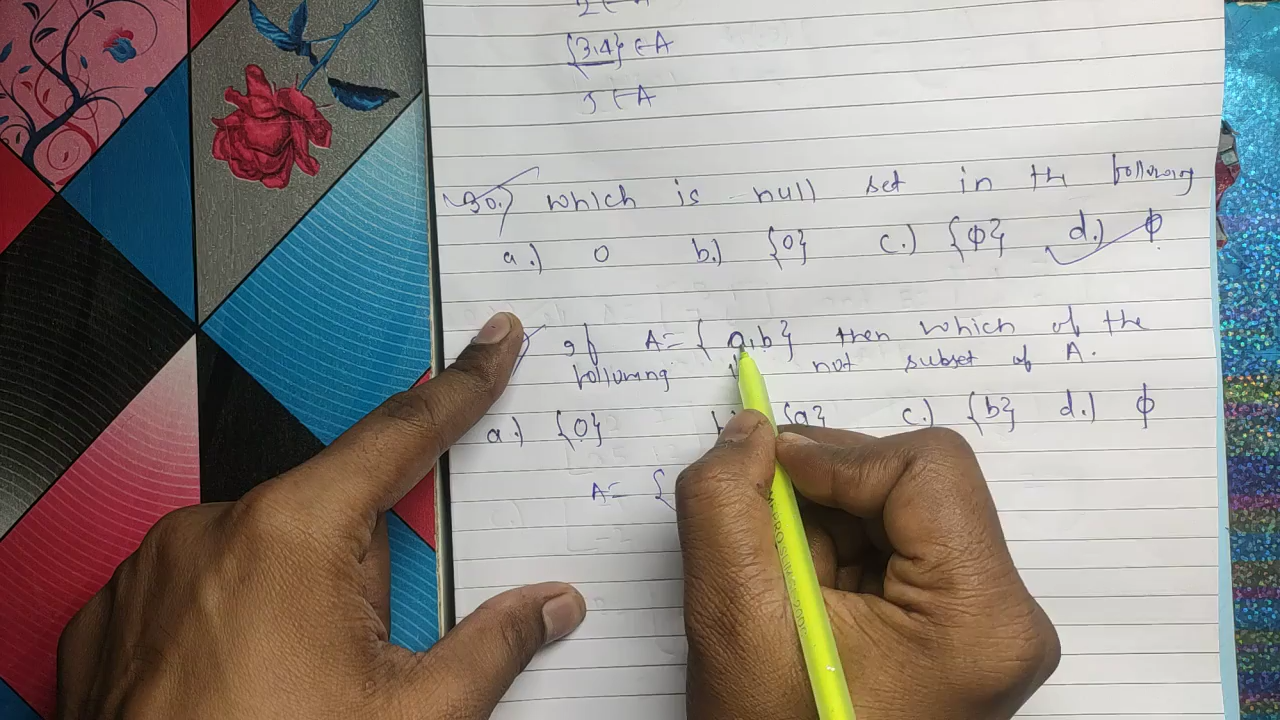 {3,4} ∈ A
5 ∈ A
30.) which is null set in the following
a.) 0 b.) {0} c.) {ϕ} d.) ϕ
If A = { a,b} then which of the
following not subset of A.
a.) {0} {a} c.) {b} d.) ϕ
A= {